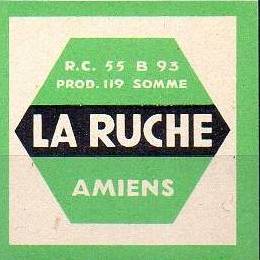 R.C. 55 B 93
PROD. 119 SOMME
LA RUCHE
AMIENS